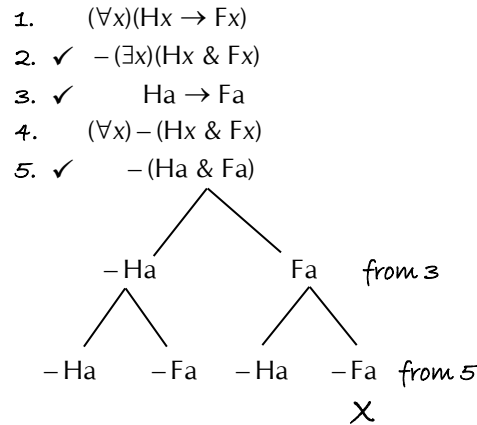 1. (∀x)(Hx → Fx)
2. ✓ – (∃x)(Hx & Fx)
3. ✓ Ha → Fa
4. (∀x) – (Hx & Fx)
5. ✓ – (Ha & Fa)
– Ha Fa from 3
– Ha – Fa – Ha – Fa from 5
X